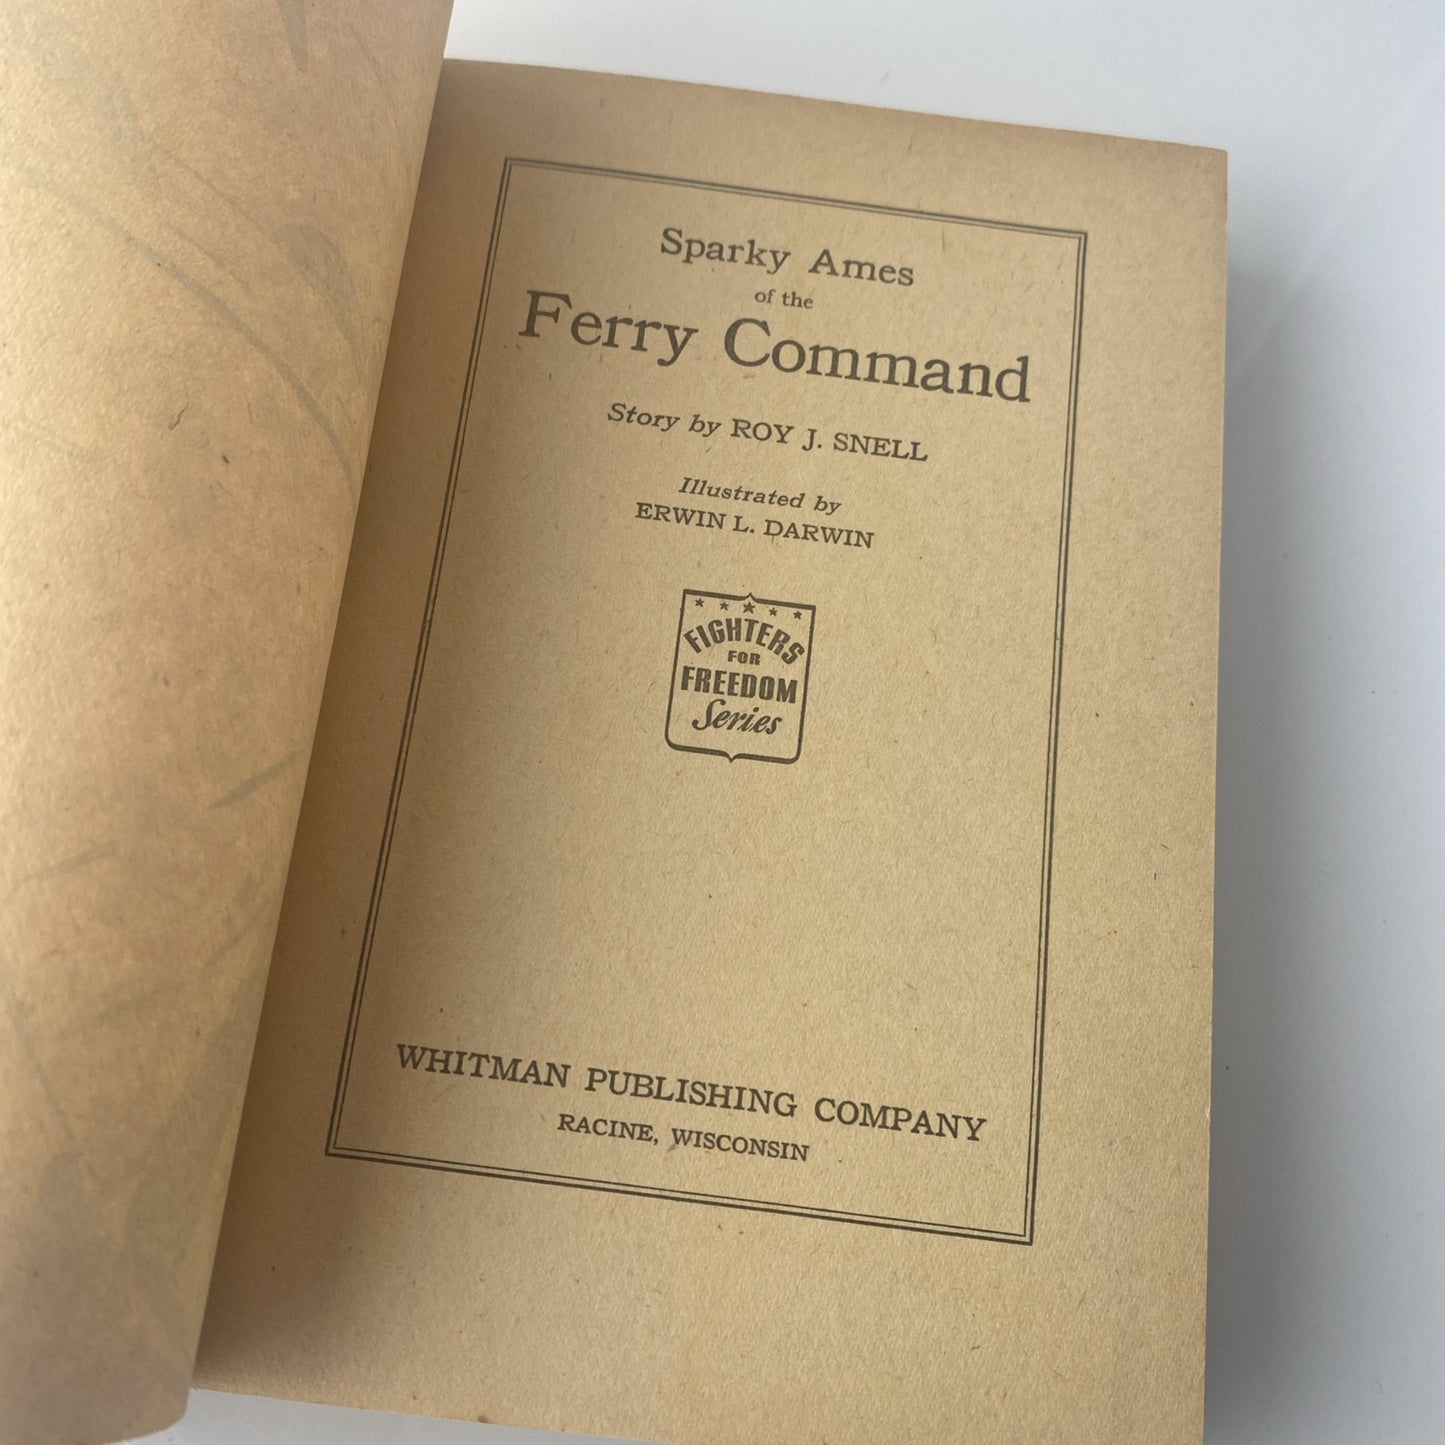 Sparky Ames
of the
Ferry Command
Story by ROY J. SNELL
Illustrated by
ERWIN L. DARWIN
FIGHTERS
FOR
FREEDOM
Series
WHITMAN PUBLISHING COMPANY
RACINE, WISCONSIN